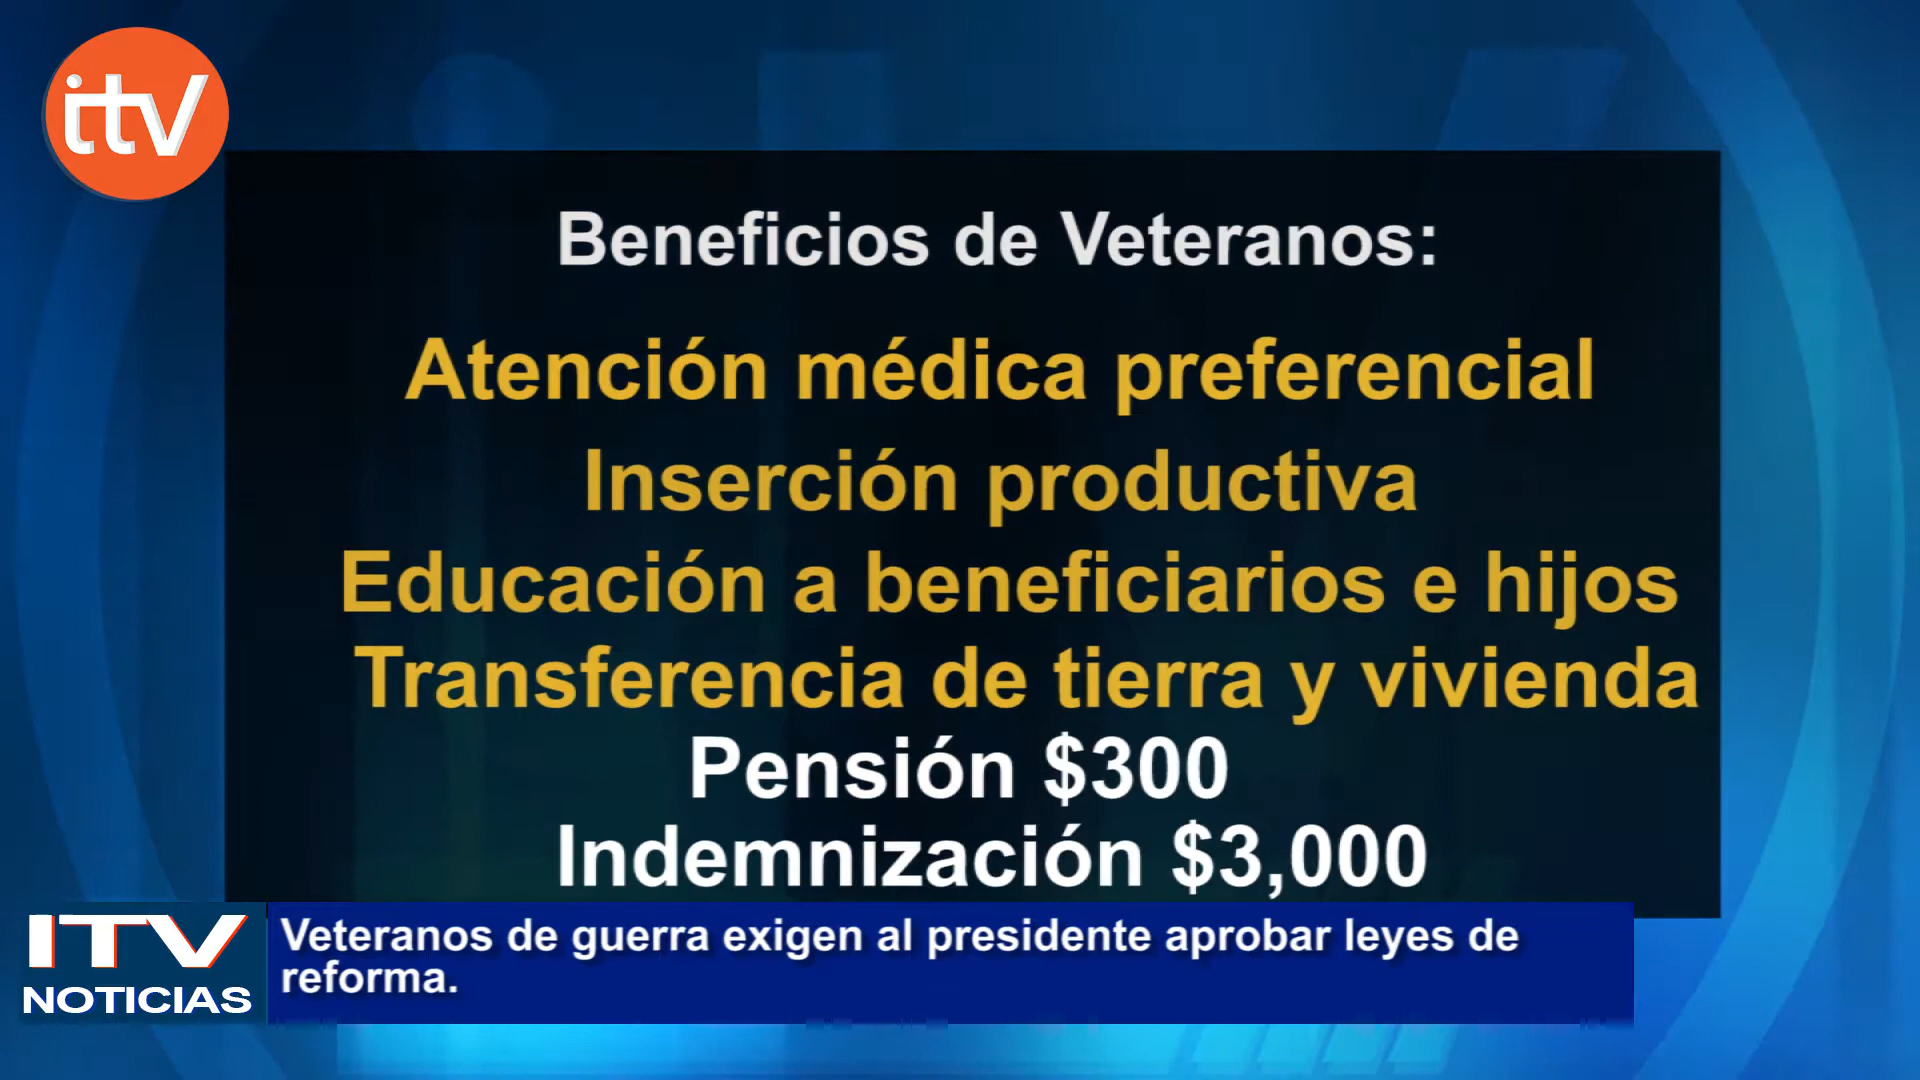 itv
Beneficios de Veteranos:
Atención médica preferencial
Inserción productiva
Educación a beneficiarios e hijos
Transferencia de tierra y vivienda
Pensión $300
Indemnización $3,000
ITV
NOTICIAS
Veteranos de guerra exigen al presidente aprobar leyes de
reforma.